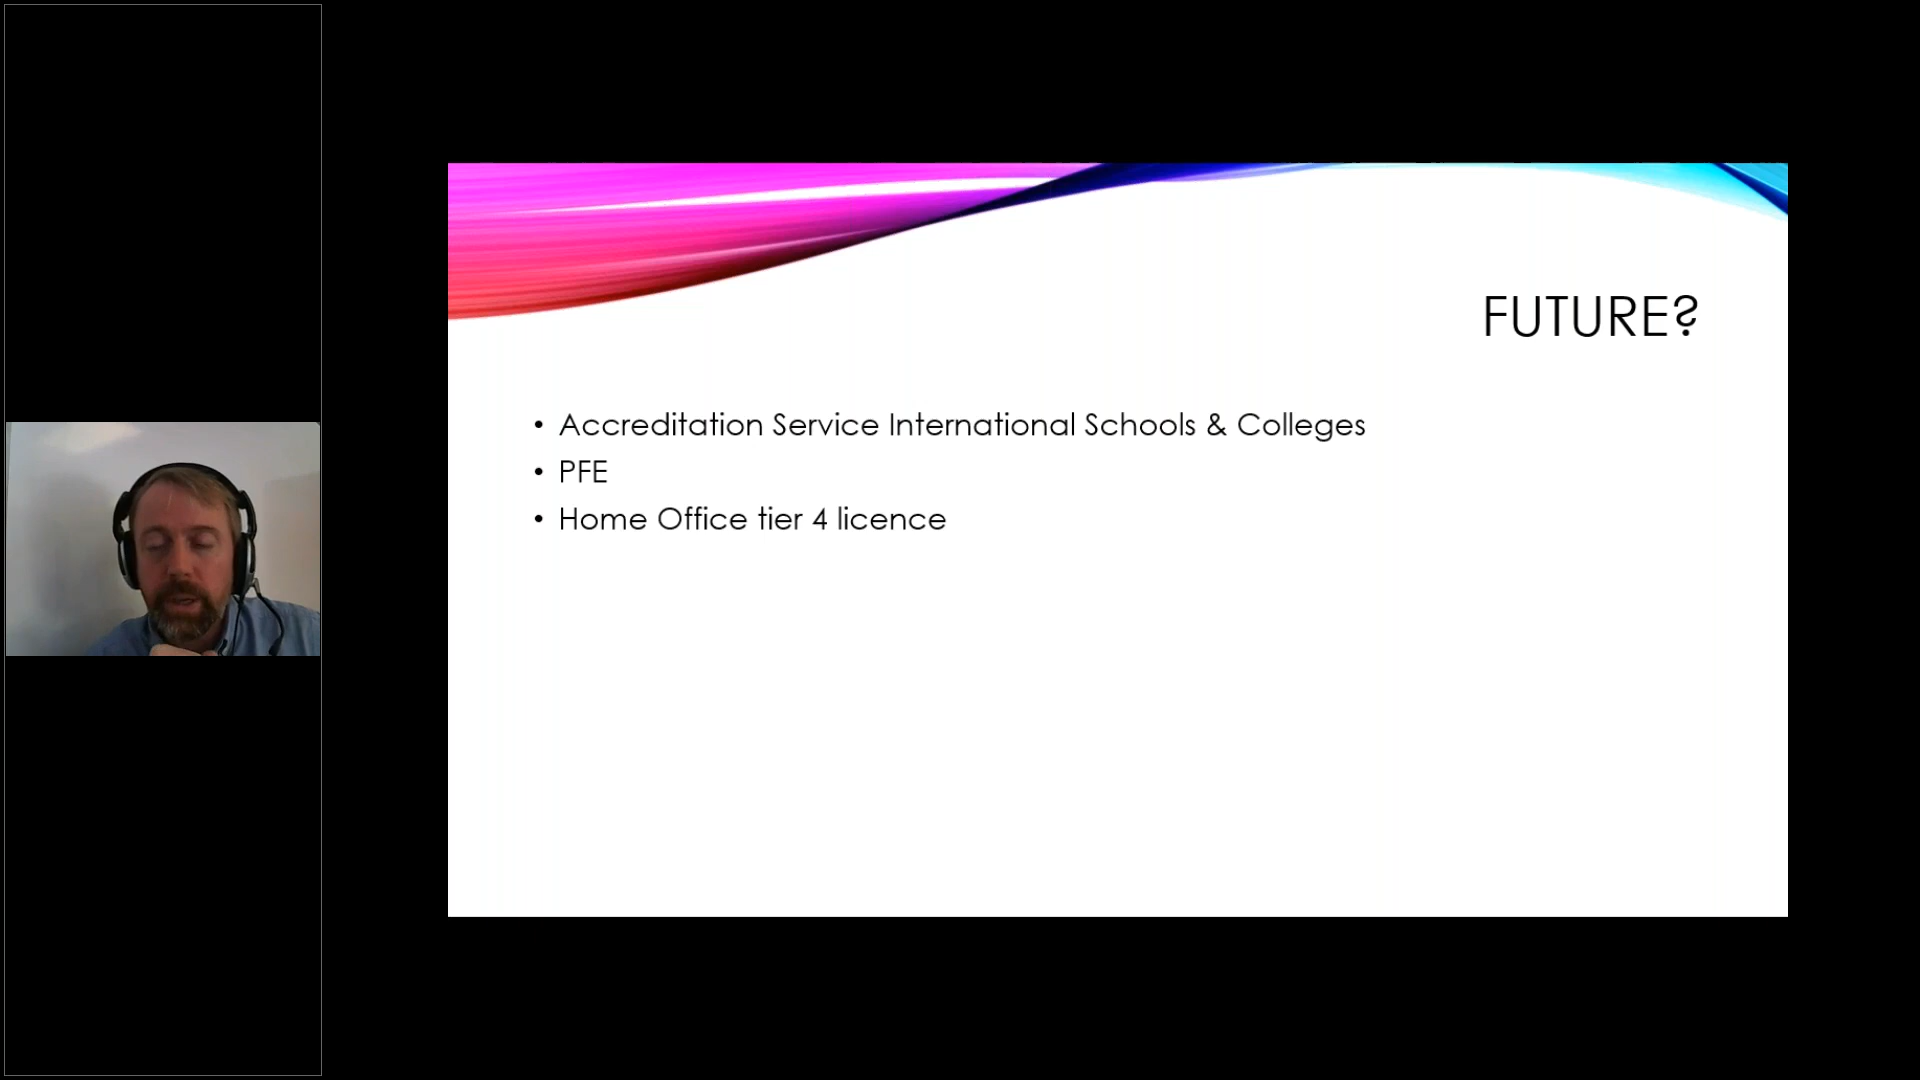 FUTURE?
• Accreditation Service International Schools & Colleges
• PFE
• Home Office tier 4 licence